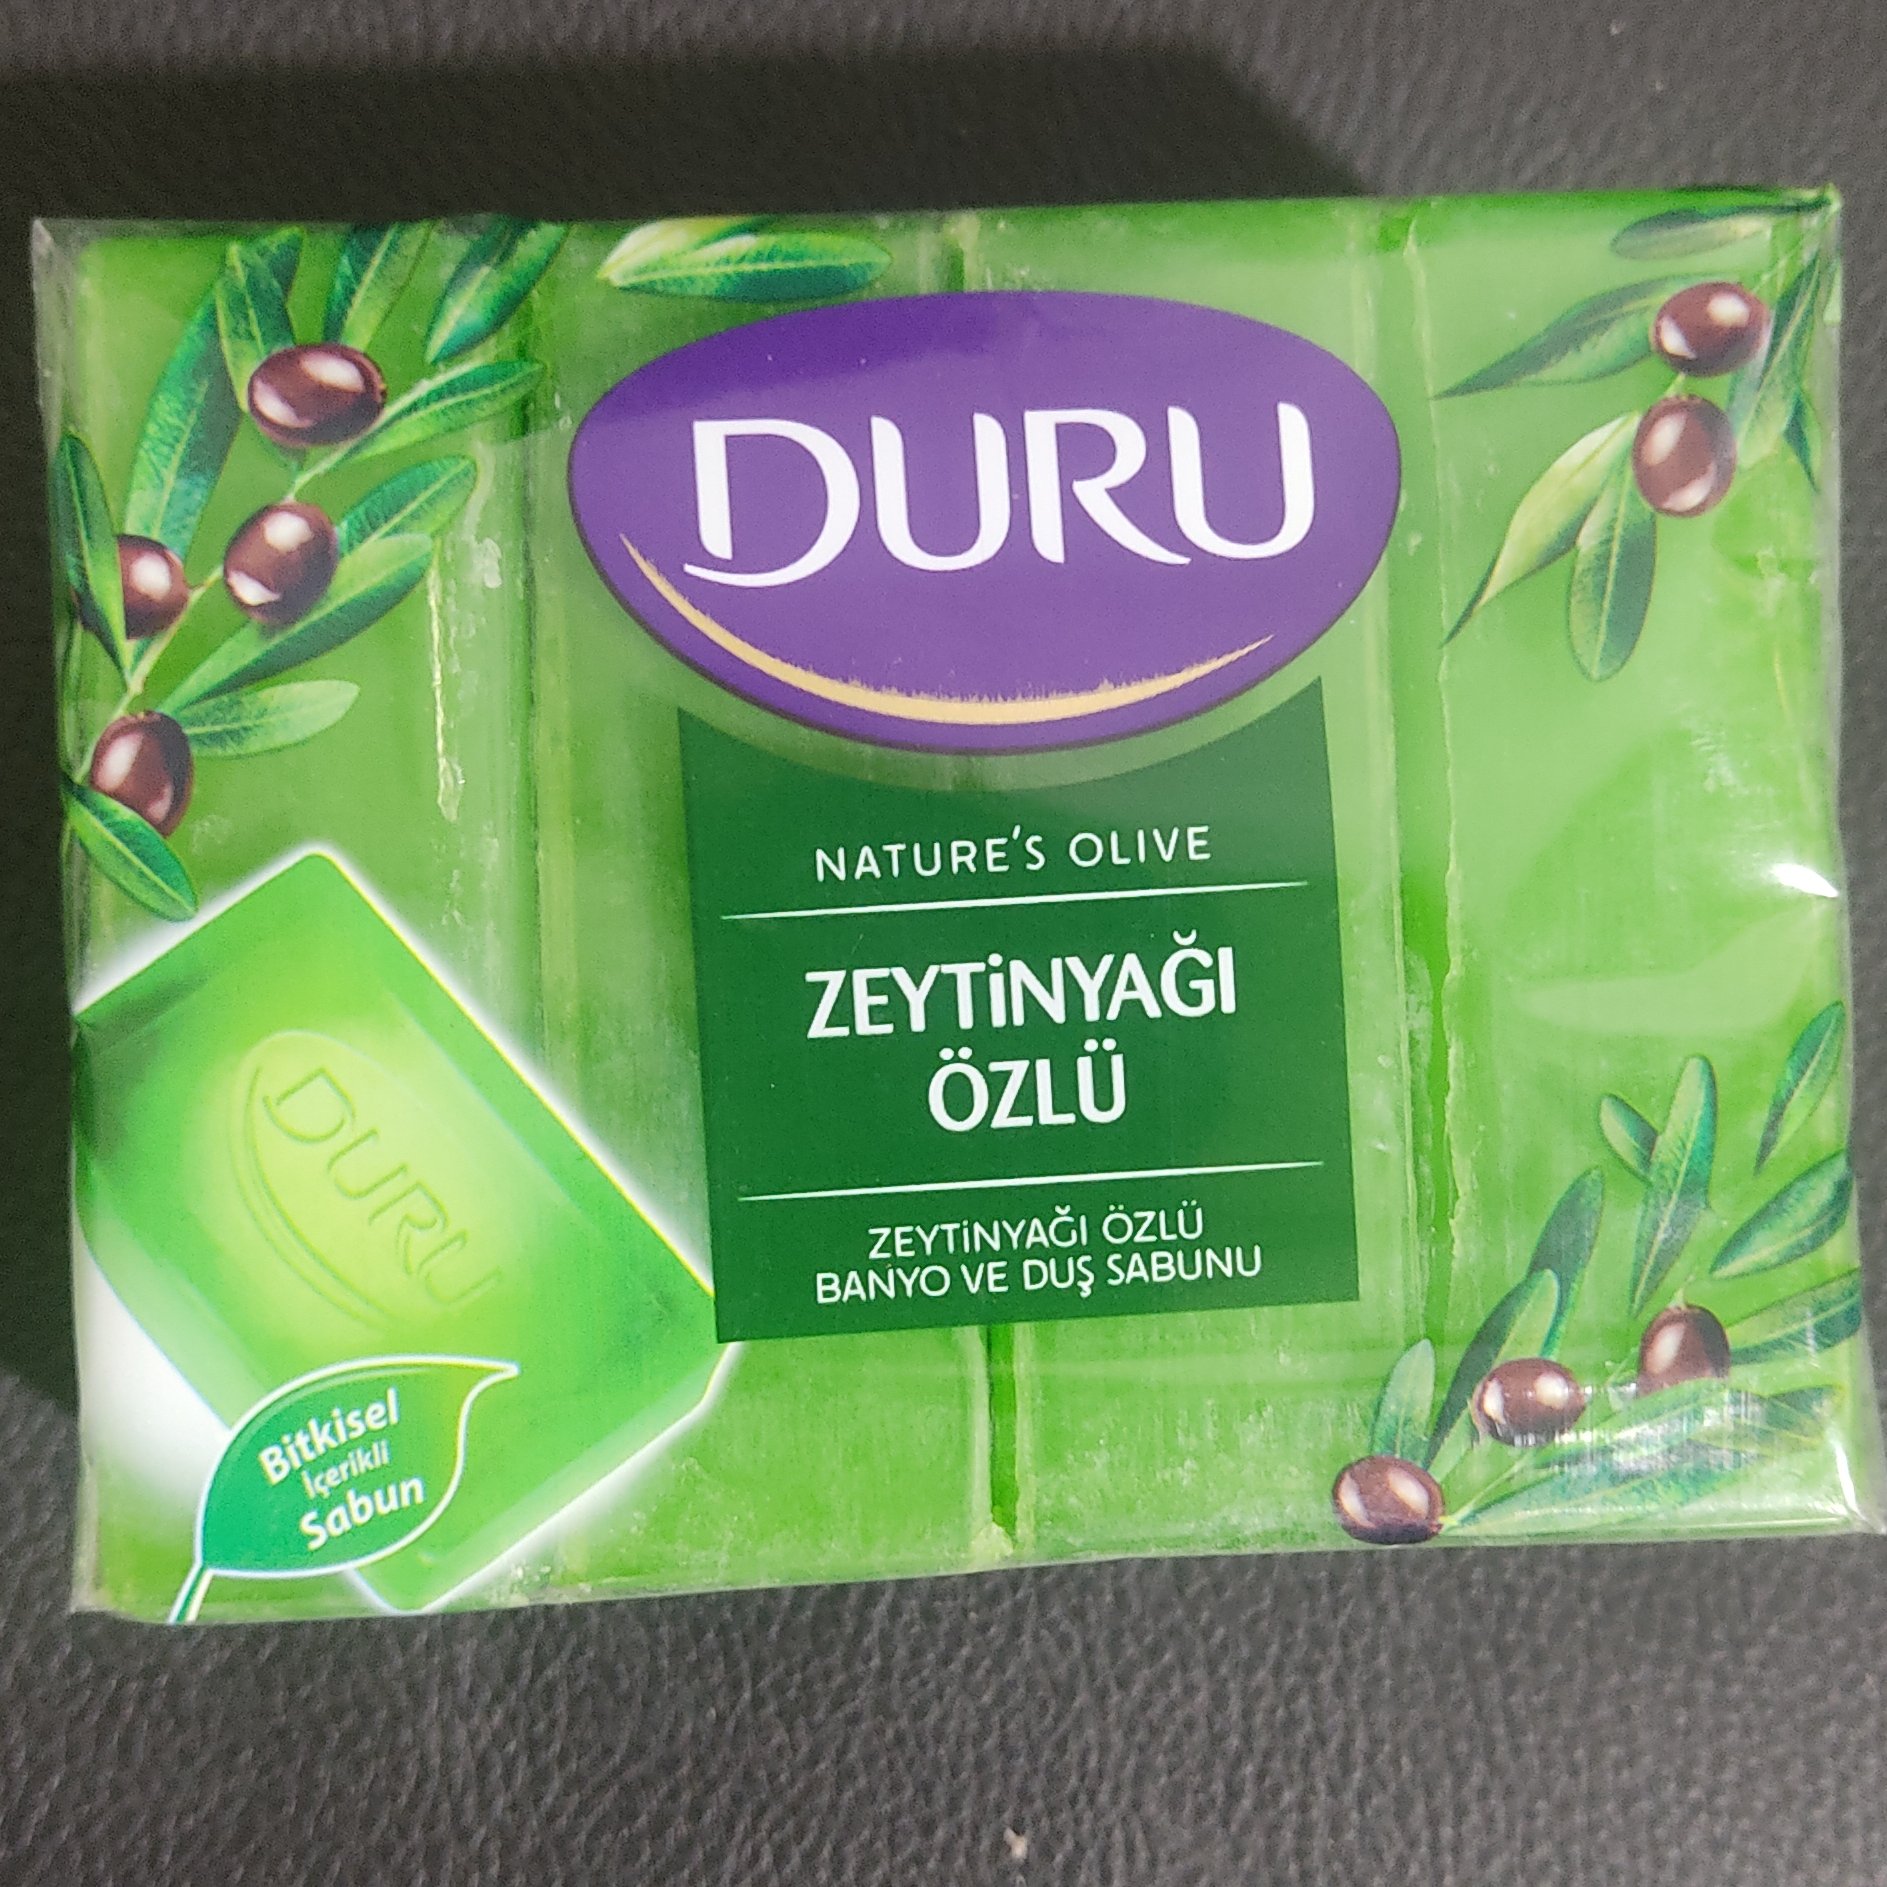 DURU
NATURE'S OLIVE
ZEYTİNYAĞI
ÖZLÜ
ZEYTİNYAĞI ÖZLÜ
BANYO VE DUŞ SABUNU
DURU
Bitkisel
İçerikli
Sabun